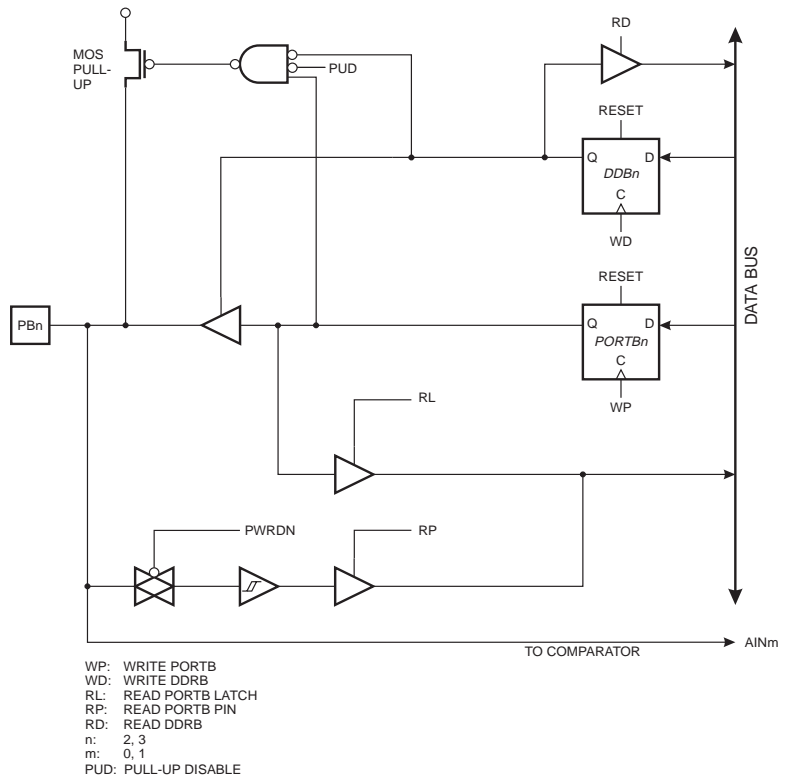 RD
MOS
PULL-
UP
PUD
RESET
Q D
DDBn
C
WD
DATA BUS
RESET
PBn
Q D
PORTBn
C
WP
RL
PWRDN
RP
TO COMPARATOR
AINm
WP: WRITE PORTB
WD: WRITE DDRB
RL: READ PORTB LATCH
RP: READ PORTB PIN
RD: READ DDRB
n: 2, 3
m: 0, 1
PUD: PULL-UP DISABLE